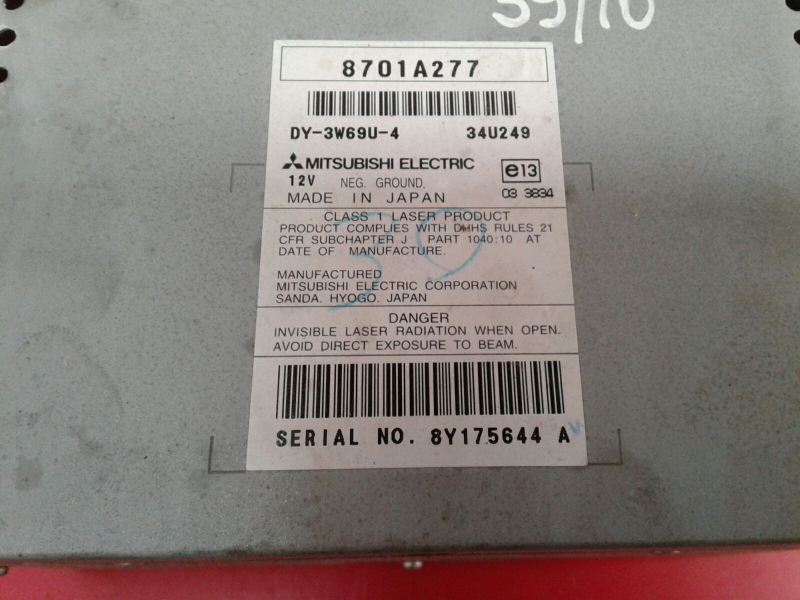 39/10
8701A277
DY-3W69U-4 34U249
MITSUBISHI ELECTRIC e13
12V NEG. GROUND. 03 3834
MADE IN JAPAN
CLASS 1 LASER PRODUCT
PRODUCT COMPLIES WITH DHHS RULES 21
CFR SUBCHAPTER J PART 1040:10 AT
DATE OF MANUFACTURE.
MANUFACTURED
MITSUBISHI ELECTRIC CORPORATION
SANDA. HYOGO. JAPAN
DANGER
INVISIBLE LASER RADIATION WHEN OPEN.
AVOID DIRECT EXPOSURE TO BEAM.
SERIAL NO. 8Y175644 A